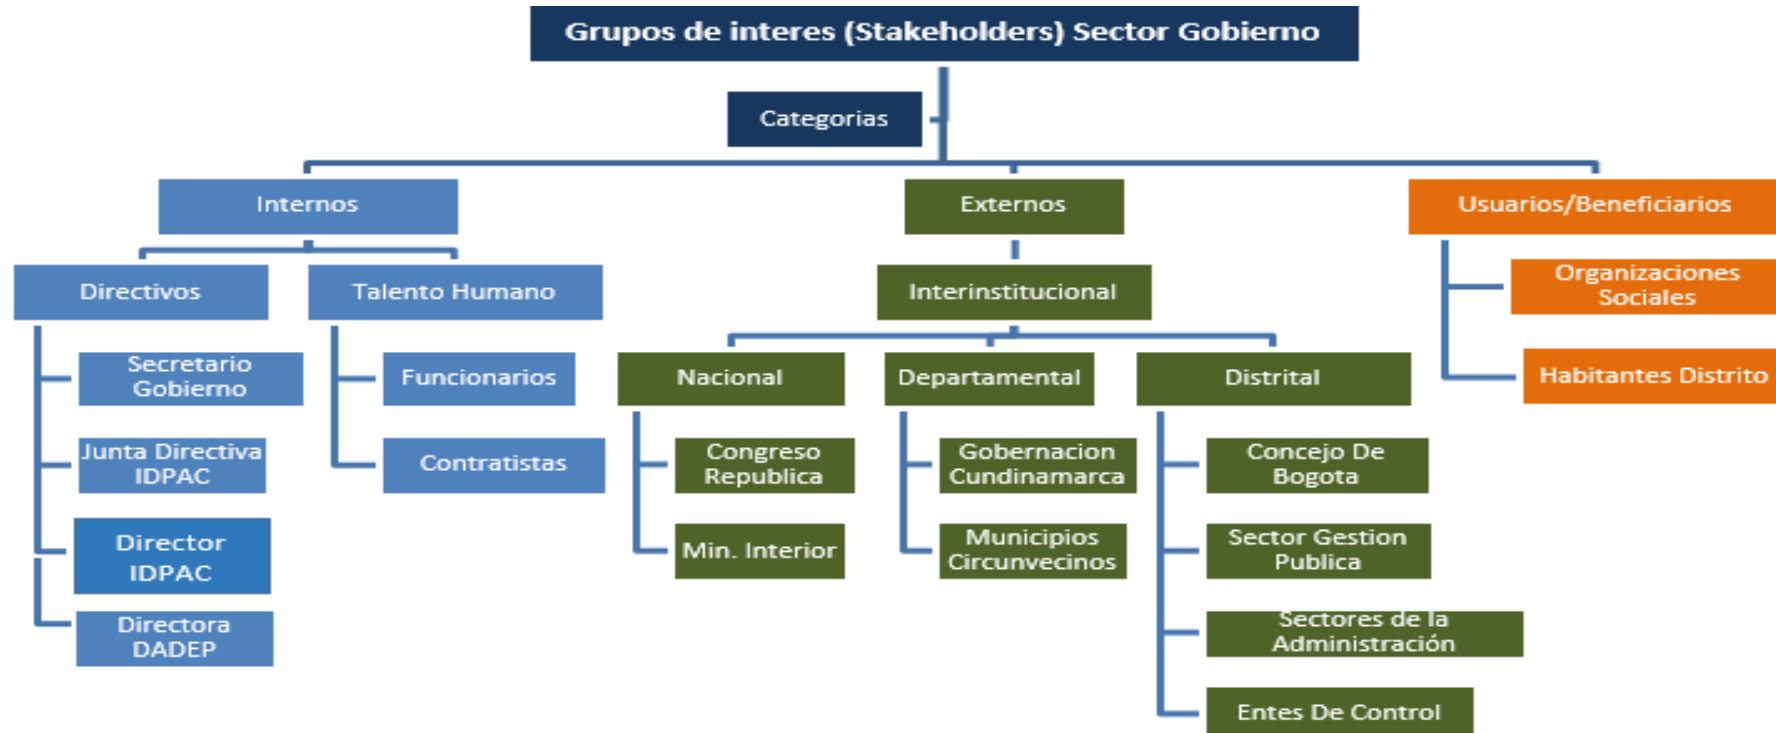 Grupos de interes (Stakeholders) Sector Gobierno
Categorias
Internos
Externos
Usuarios/Beneficiarios
Directivos
Talento Humano
Interinstitucional
Organizaciones
Sociales
Secretario
Gobierno
Funcionarios
Nacional
Departamental
Distrital
Habitantes Distrito
Junta Directiva
IDPAC
Contratistas
Congreso
Republica
Gobernacion
Cundinamarca
Concejo De
Bogota
Director
IDPAC
Min. Interior
Municipios
Circunvecinos
Sector Gestion
Publica
Directora
DADEP
Sectores de la
Administración
Entes De Control